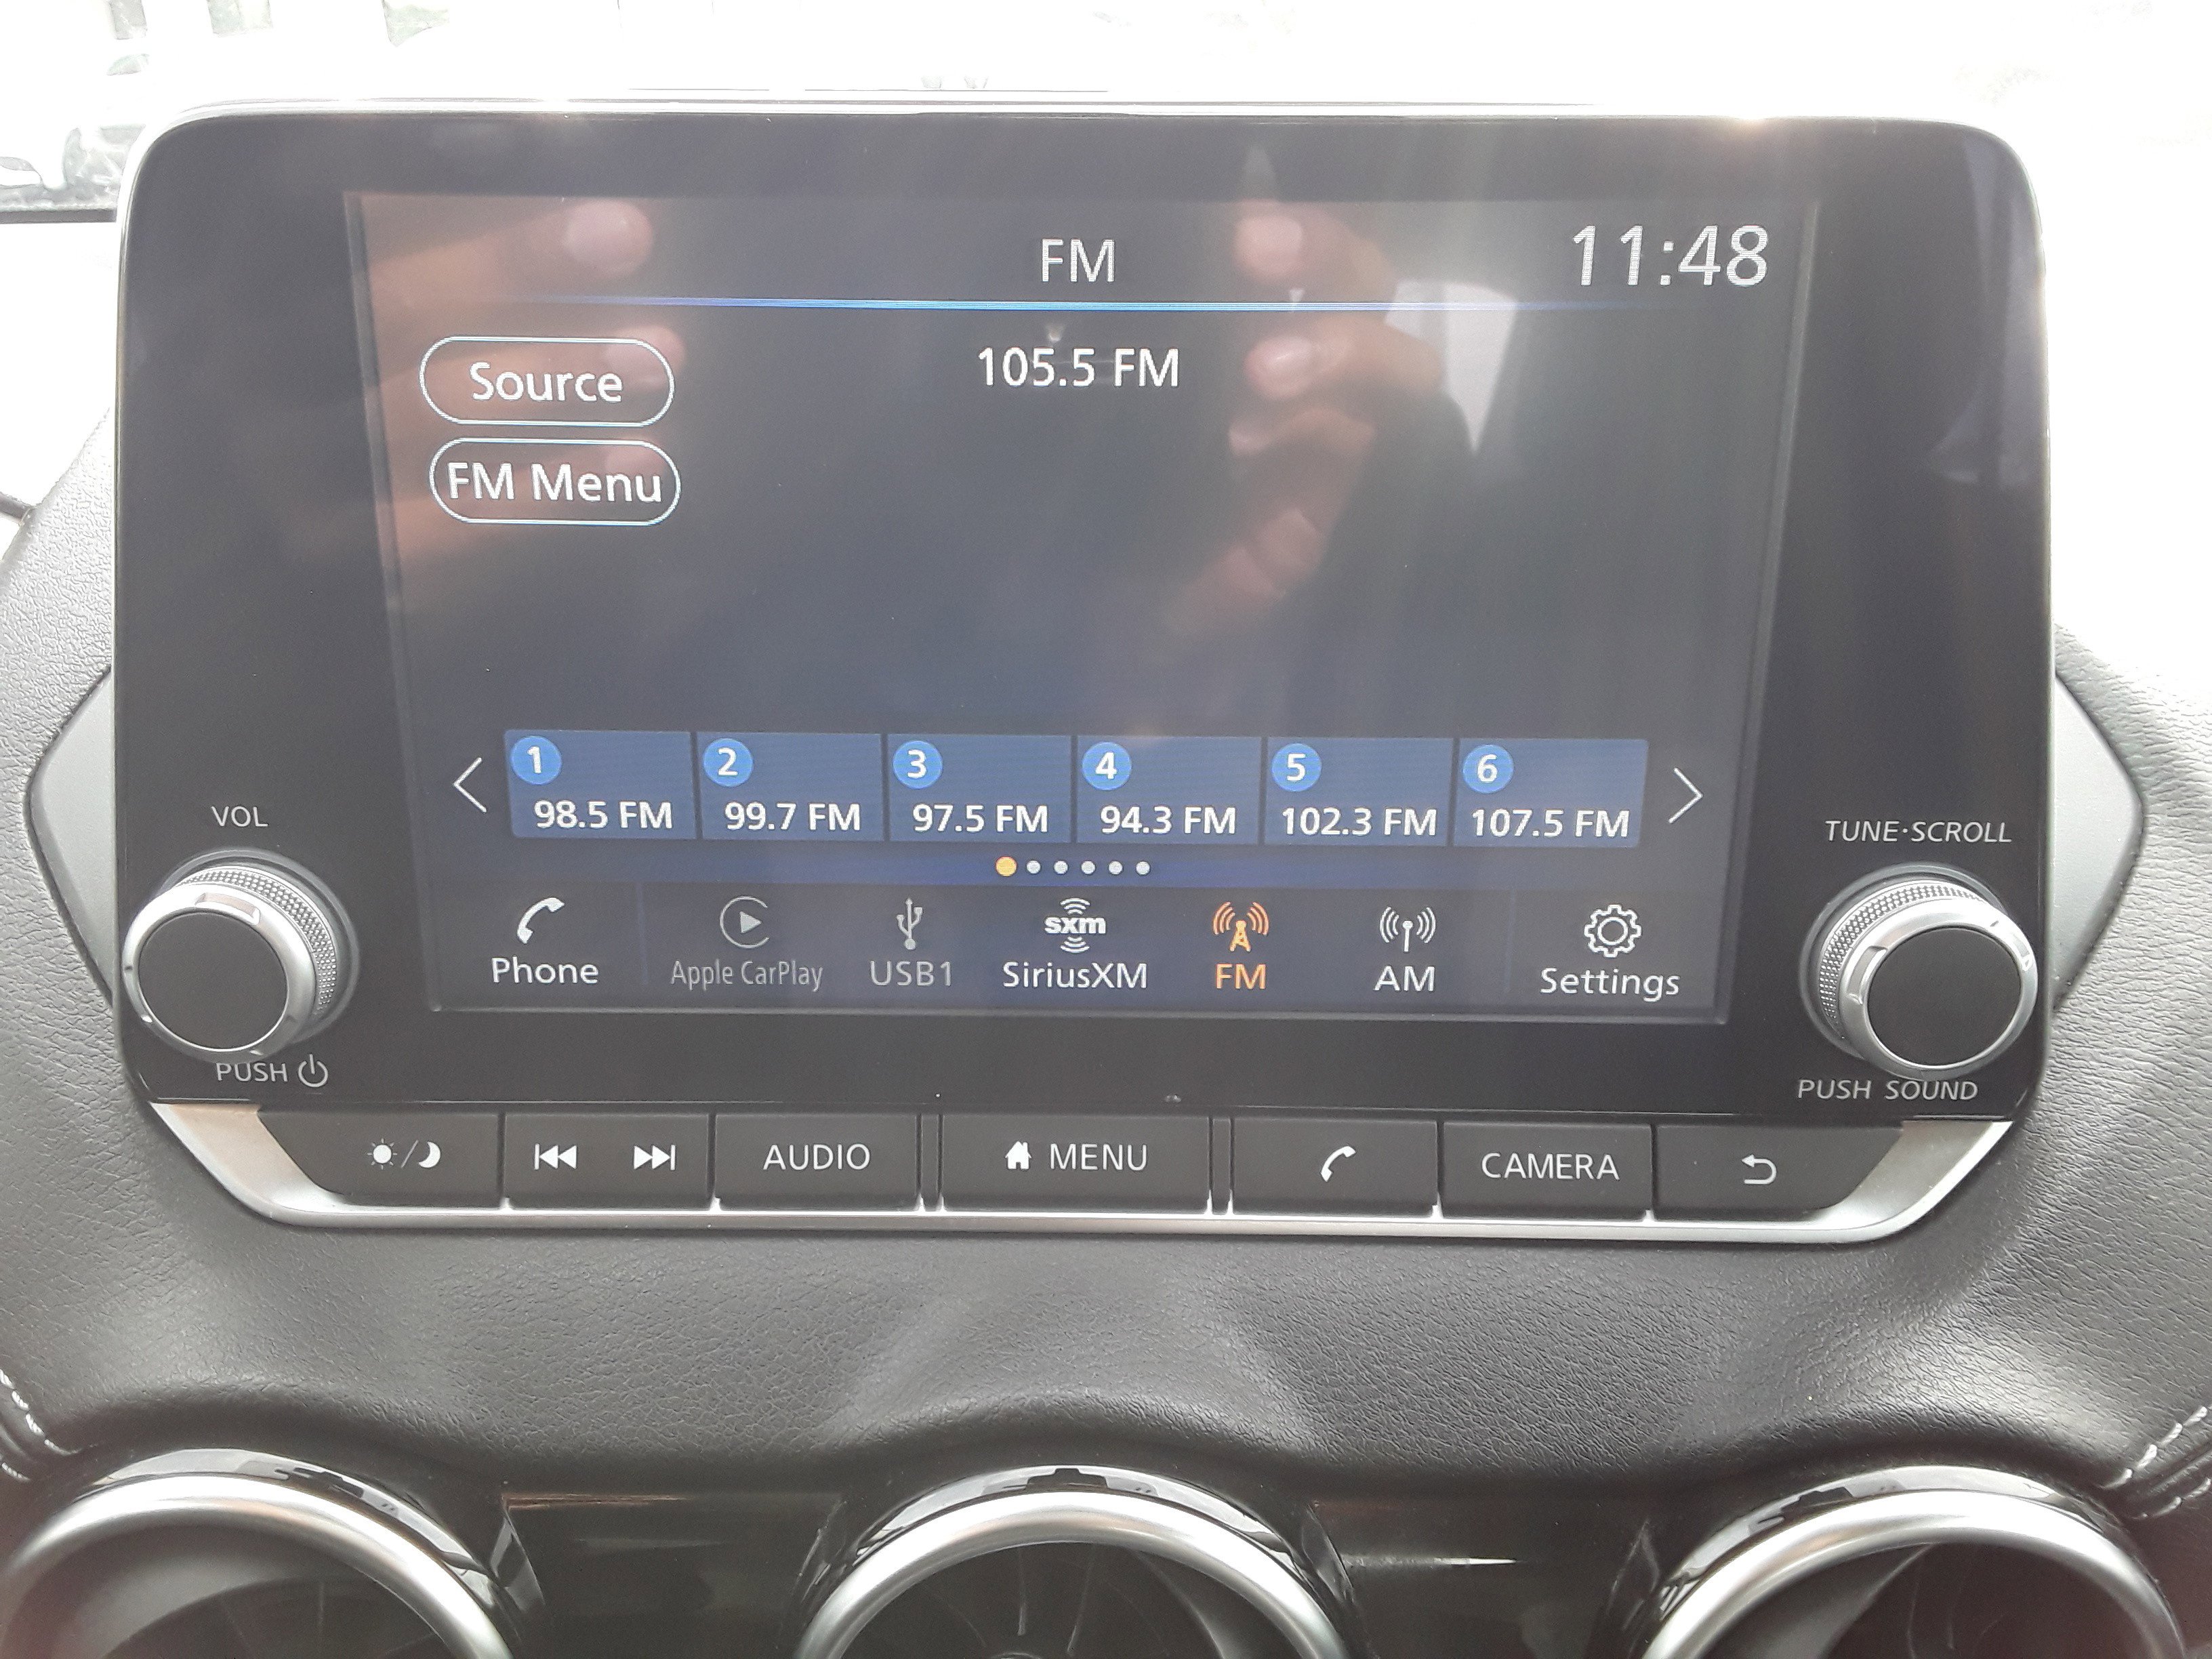 FM
11:48
Source
105.5 FM
FM Menu
1 2 3 4 5 6
98.5 FM 99.7 FM 97.5 FM 94.3 FM 102.3 FM 107.5 FM
VOL
TUNE·SCROLL
sxm
Phone Apple CarPlay USB1 SiriusXM FM AM Settings
PUSH
PUSH SOUND
AUDIO MENU CAMERA